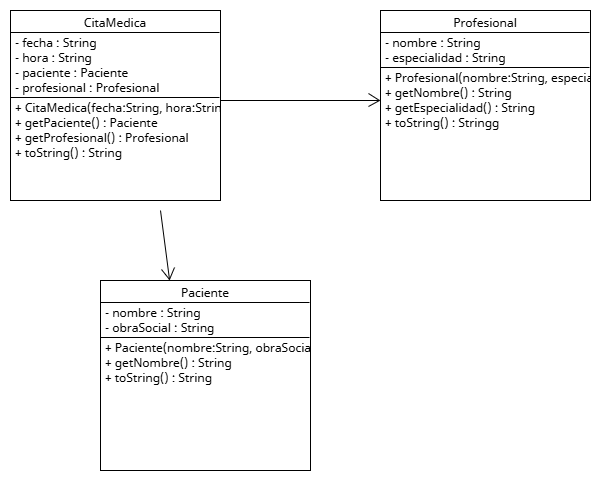 CitaMedica
- fecha : String
- hora : String
- paciente : Paciente
- profesional : Profesional
+ CitaMedica(fecha:String, hora:Strin
+ getPaciente() : Paciente
+ getProfesional() : Profesional
+ toString() : String
Profesional
- nombre : String
- especialidad : String
+ Profesional(nombre:String, especia
+ getNombre() : String
+ getEspecialidad() : String
+ toString() : Stringg
Paciente
- nombre : String
- obraSocial : String
+ Paciente(nombre:String, obraSocia
+ getNombre() : String
+ toString() : String